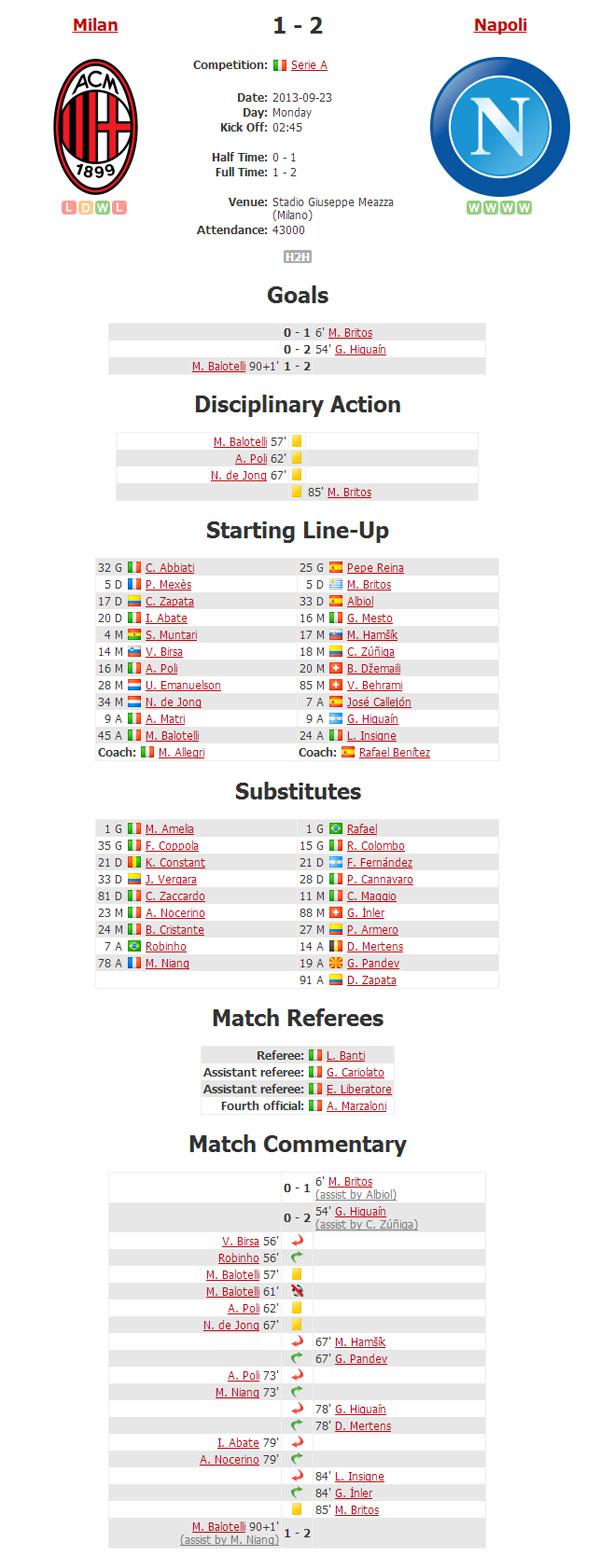 Milan
1 - 2
Napoli
ACM
1899
N
L D W L
W W W W
Competition: Serie A
Date: 2013-09-23
Day: Monday
Kick Off: 02:45
Half Time: 0 - 1
Full Time: 1 - 2
Venue: Stadio Giuseppe Meazza
(Milano)
Attendance: 43000
H2H
Goals
0 - 1 6' M. Britos
0 - 2 54' G. Higuaín
M. Balotelli 90+1' 1 - 2
Disciplinary Action
M. Balotelli 57'
A. Poli 62'
N. de Jong 67'
85' M. Britos
Starting Line-Up
32 G C. Abbiati 25 G Pepe Reina
5 D P. Mexès 5 D M. Britos
17 D C. Zapata 33 D Albiol
20 D I. Abate 16 M G. Mesto
4 M S. Muntari 17 M M. Hamšík
14 M V. Birsa 18 M C. Zúñiga
16 M A. Poli 20 M B. Džemaili
28 M U. Emanuelson 85 M V. Behrami
34 M N. de Jong 7 A José Callejón
9 A A. Matri 9 A G. Higuaín
45 A M. Balotelli 24 A L. Insigne
Coach: M. Allegri Coach: Rafael Benítez
Substitutes
1 G M. Amelia 1 G Rafael
35 G F. Coppola 15 G R. Colombo
21 D K. Constant 21 D F. Fernández
33 D J. Vergara 28 D P. Cannavaro
81 D C. Zaccardo 11 M C. Maggio
23 M A. Nocerino 88 M G. İnler
24 M B. Cristante 27 M P. Armero
7 A Robinho 14 A D. Mertens
78 A M. Niang 19 A G. Pandev
91 A D. Zapata
Match Referees
Referee: L. Banti
Assistant referee: G. Cariolato
Assistant referee: E. Liberatore
Fourth official: A. Marzaloni
Match Commentary
0 - 1 6' M. Britos
(assist by Albiol)
0 - 2 54' G. Higuaín
(assist by C. Zúñiga)
V. Birsa 56'
Robinho 56'
M. Balotelli 57'
M. Balotelli 61'
A. Poli 62'
N. de Jong 67'
67' M. Hamšík
67' G. Pandev
A. Poli 73'
M. Niang 73'
78' G. Higuaín
78' D. Mertens
I. Abate 79'
A. Nocerino 79'
84' L. Insigne
84' G. İnler
85' M. Britos
M. Balotelli 90+1' 1 - 2
(assist by M. Niang)